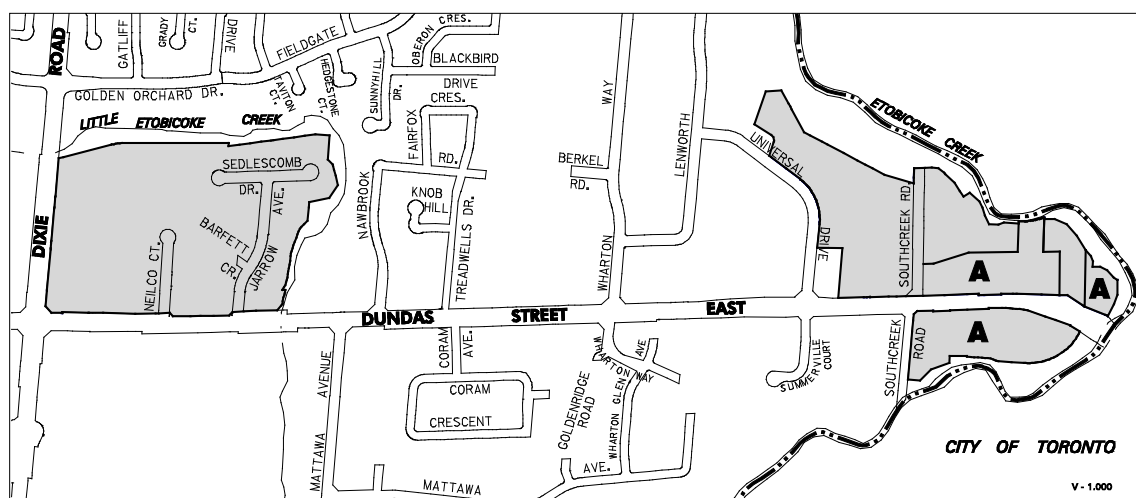 ROAD
GATLIFF
GRADY CT.
DRIVE
FIELDGATE
OBERON CRES.
BLACKBIRD
DRIVE
GOLDEN ORCHARD DR.
TAVITON CT.
HEDGESTONE CT.
SUNNYHILL DR.
LITTLE ETOBICOKE CREEK
FAIRFOX
CRES.
RD.
WAY
LENWORTH
UNIVERSAL
DRIVE
ETOBICOKE CREEK
SEDLESCOMB
DR.
AVE.
BARFETT
CR.
JARROW
NEILCO CT.
DIXIE
NAWBROOK
KNOB HILL
TREADWELLS DR.
BERKEL
RD.
WHARTON
SOUTHCREEK RD.
A
A
DUNDAS STREET EAST
A
MATTAWA AVENUE
CORAM AVE.
CORAM
CRESCENT
WHARTON WAY
AVE
GOLDENRIDGE ROAD
WHARTON GLEN
AVE.
MATTAWA
SUMMERVILLE COURT
SOUTHCREEK
ROAD
CITY OF TORONTO
V - 1.000